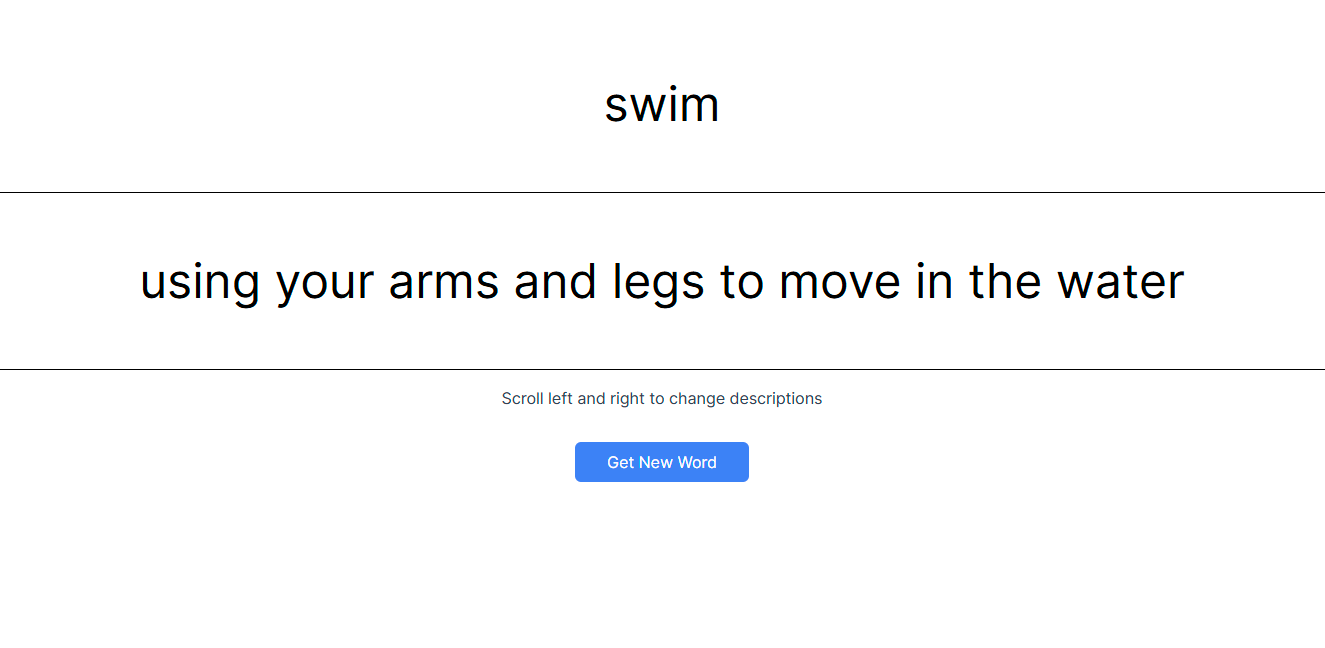 swim
using your arms and legs to move in the water
Scroll left and right to change descriptions
Get New Word